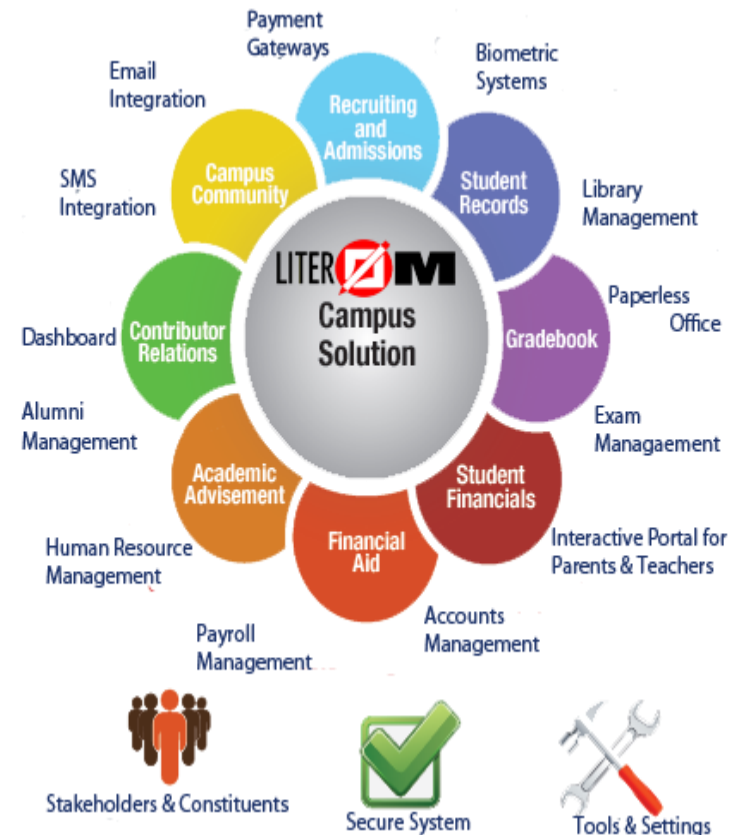 Payment
Gateways
Biometric
Systems
Email
Integration
Recruiting
and
Admissions
Campus
Community
Student
Records
SMS
Integration
Library
Management
LITEROM
Campus
Solution
Paperless
Office
Dashboard
Contributor
Relations
Gradebook
Alumni
Management
Exam
Managaement
Academic
Advisement
Student
Financials
Human Resource
Management
Financial
Aid
Interactive Portal for
Parents & Teachers
Payroll
Management
Accounts
Management
Stakeholders & Constituents
Secure System
Tools & Settings